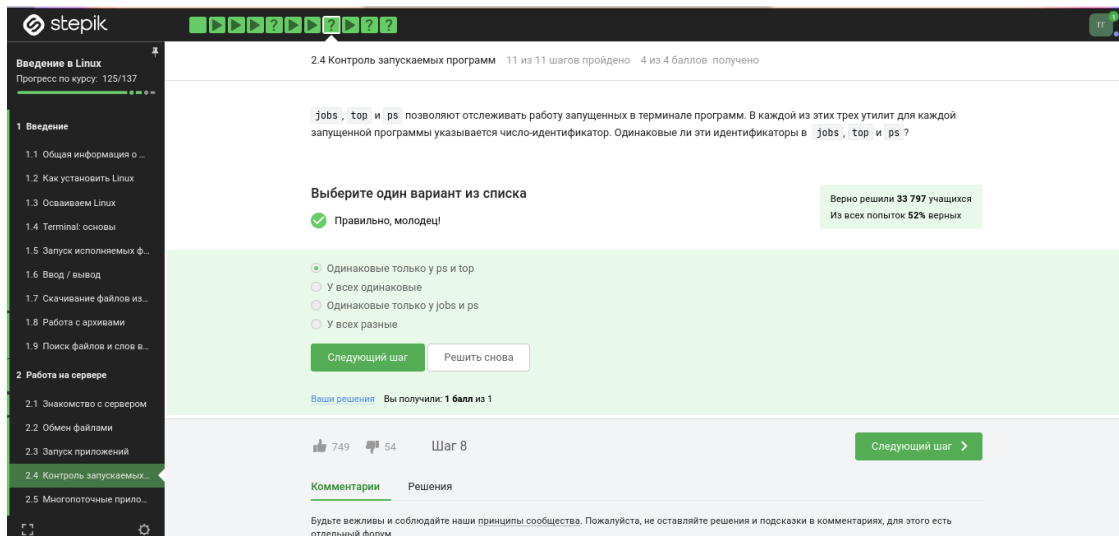 stepik
ТГ
1
Введение в Linux
Прогресс по курсу: 125/137
1 Введение
1.1 Общая информация о ...
1.2 Как установить Linux
1.3 Осваиваем Linux
1.4 Terminal: основы
1.5 Запуск исполняемых ф...
1.6 Ввод / вывод
1.7 Скачивание файлов из...
1.8 Работа с архивами
1.9 Поиск файлов и слов в...
2 Работа на сервере
2.1 Знакомство с сервером
2.2 Обмен файлами
2.3 Запуск приложений
2.4 Контроль запускаемых...
2.5 Многопоточные прило...
2.4 Контроль запускаемых программ 11 из 11 шагов пройдено 4 из 4 баллов получено
jobs, top и ps позволяют отслеживать работу запущенных в терминале программ. В каждой из этих трех утилит для каждой
запущенной программы указывается число-идентификатор. Одинаковые ли эти идентификаторы в jobs, top и ps?
Выберите один вариант из списка
Правильно, молодец!
Верно решили 33 797 учащихся
Из всех попыток 52% верных
Одинаковые только у ps и top
У всех одинаковые
Одинаковые только у jobs и ps
У всех разные
Следующий шаг
Решить снова
Ваши решения Вы получили: 1 балл из 1
749 54 Шаг 8
Следующий шаг
Комментарии Решения
Будьте вежливы и соблюдайте наши принципы сообщества. Пожалуйста, не оставляйте решения и подсказки в комментариях, для этого есть
отдельный форум.